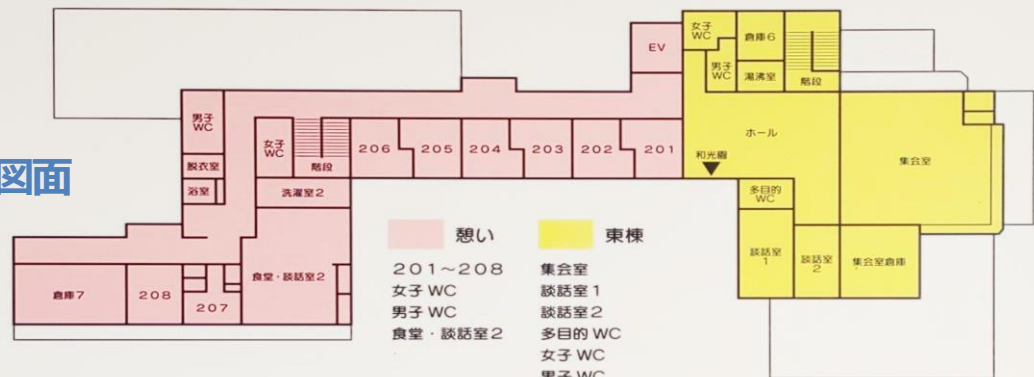 女子
WC
倉庫6
EV
男子
WC
湯沸室
階段
男子
WC
ホール
女子
WC
206
205
204
203
202
201
和光園
集会室
脱衣室
階段
図面
浴室
洗濯室2
多目的
WC
憩い
東棟
談話室
1
談話室
2
集会室倉庫
食堂・談話室2
201～208
集会室
倉庫7
208
207
女子 WC
談話室1
男子 WC
談話室2
食堂・談話室2
多目的 WC
女子 WC
男子 WC